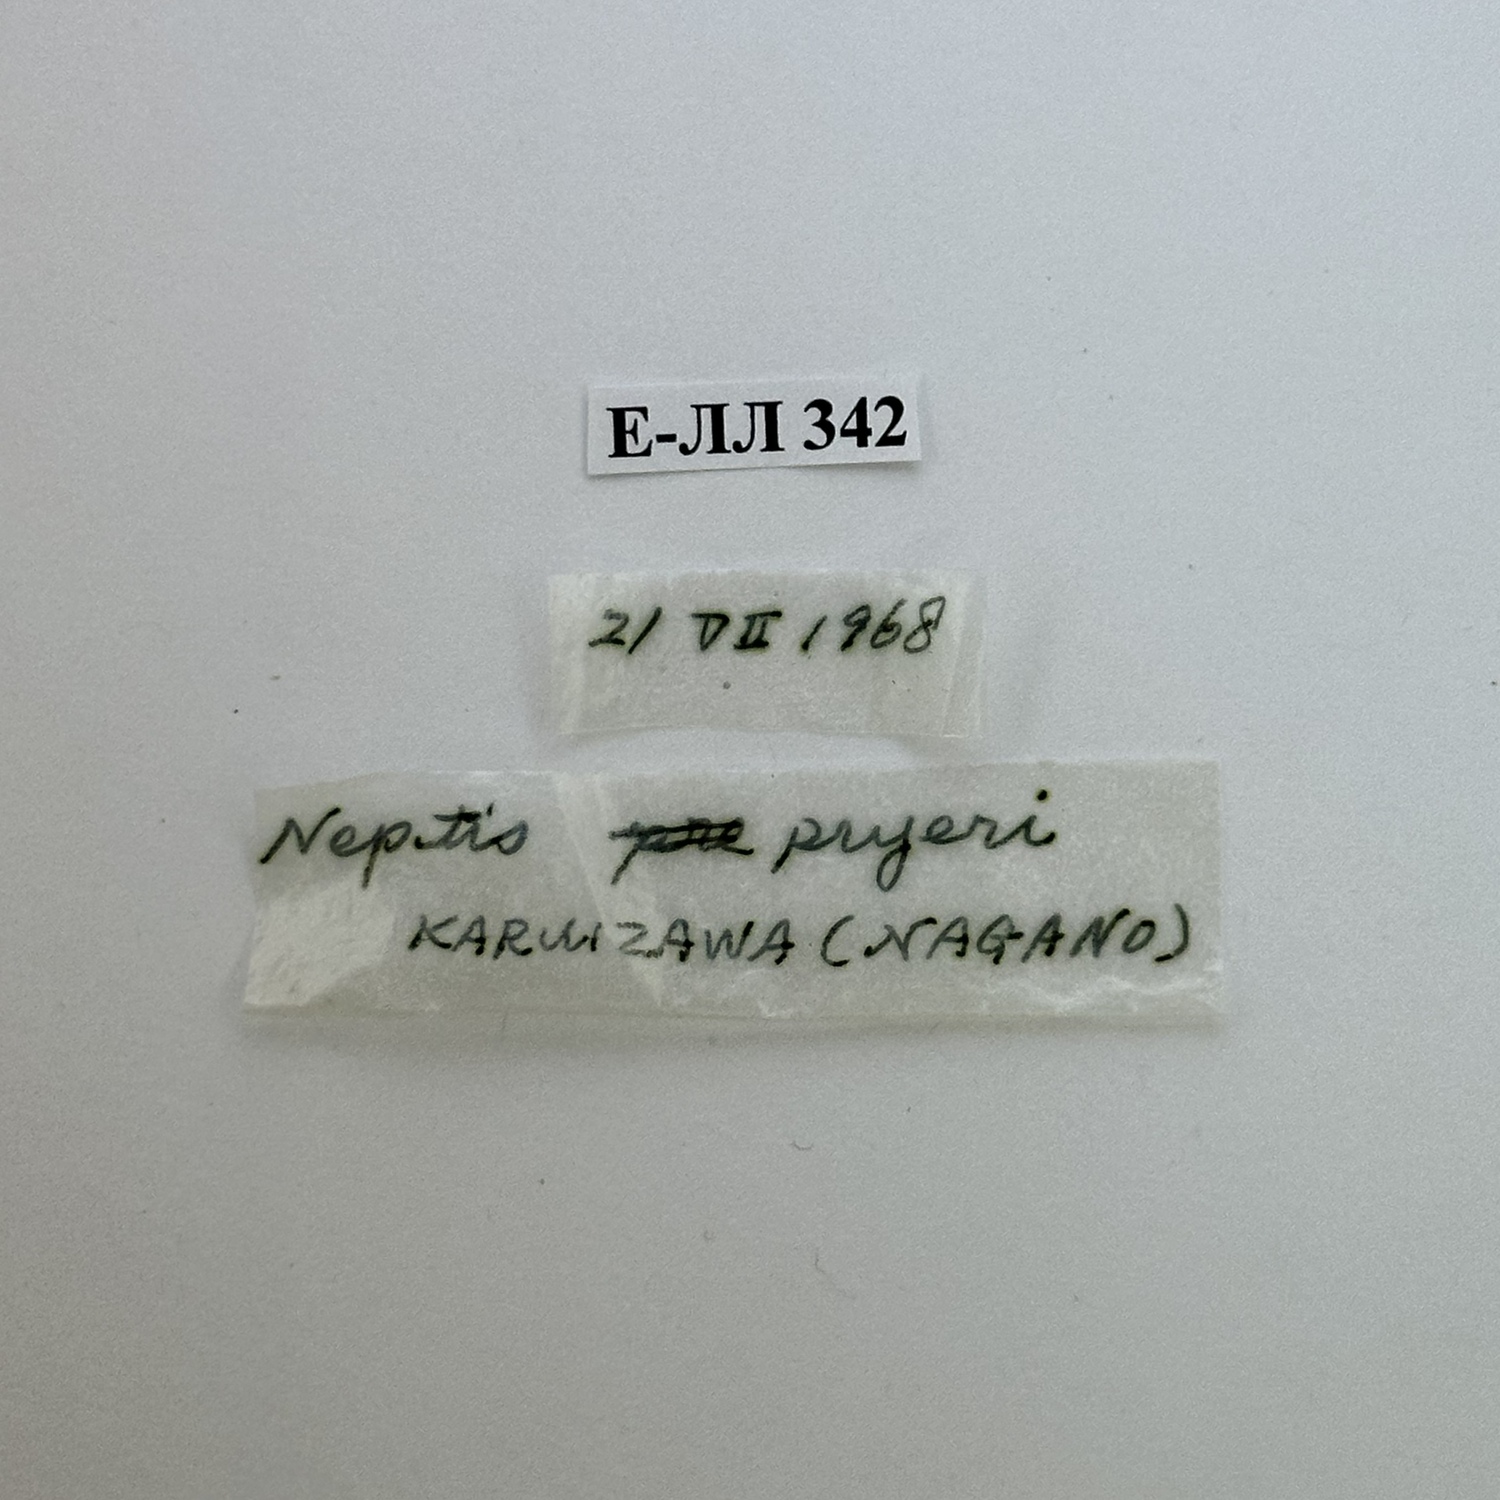 Е-ЛЛ 342
21 VII 1968
Neptis pryeri
KARUIZAWA (NAGANO)